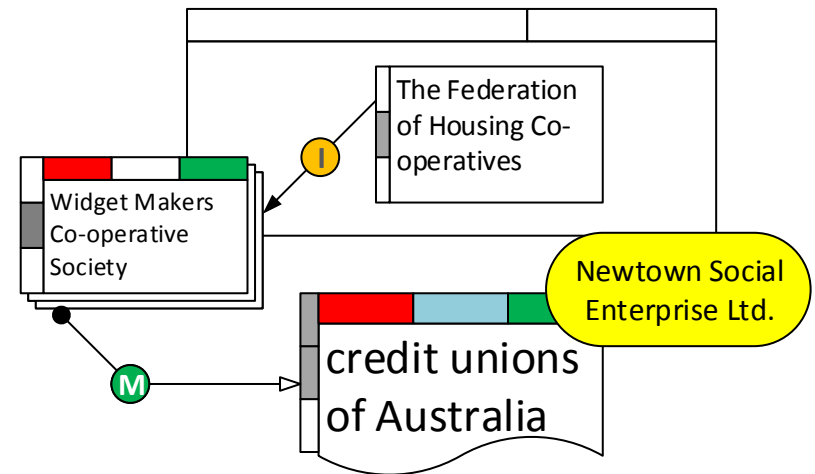 The Federation
of Housing Co-
operatives
I
Widget Makers
Co-operative
Society
Newtown Social
Enterprise Ltd.
credit unions
of Australia
M